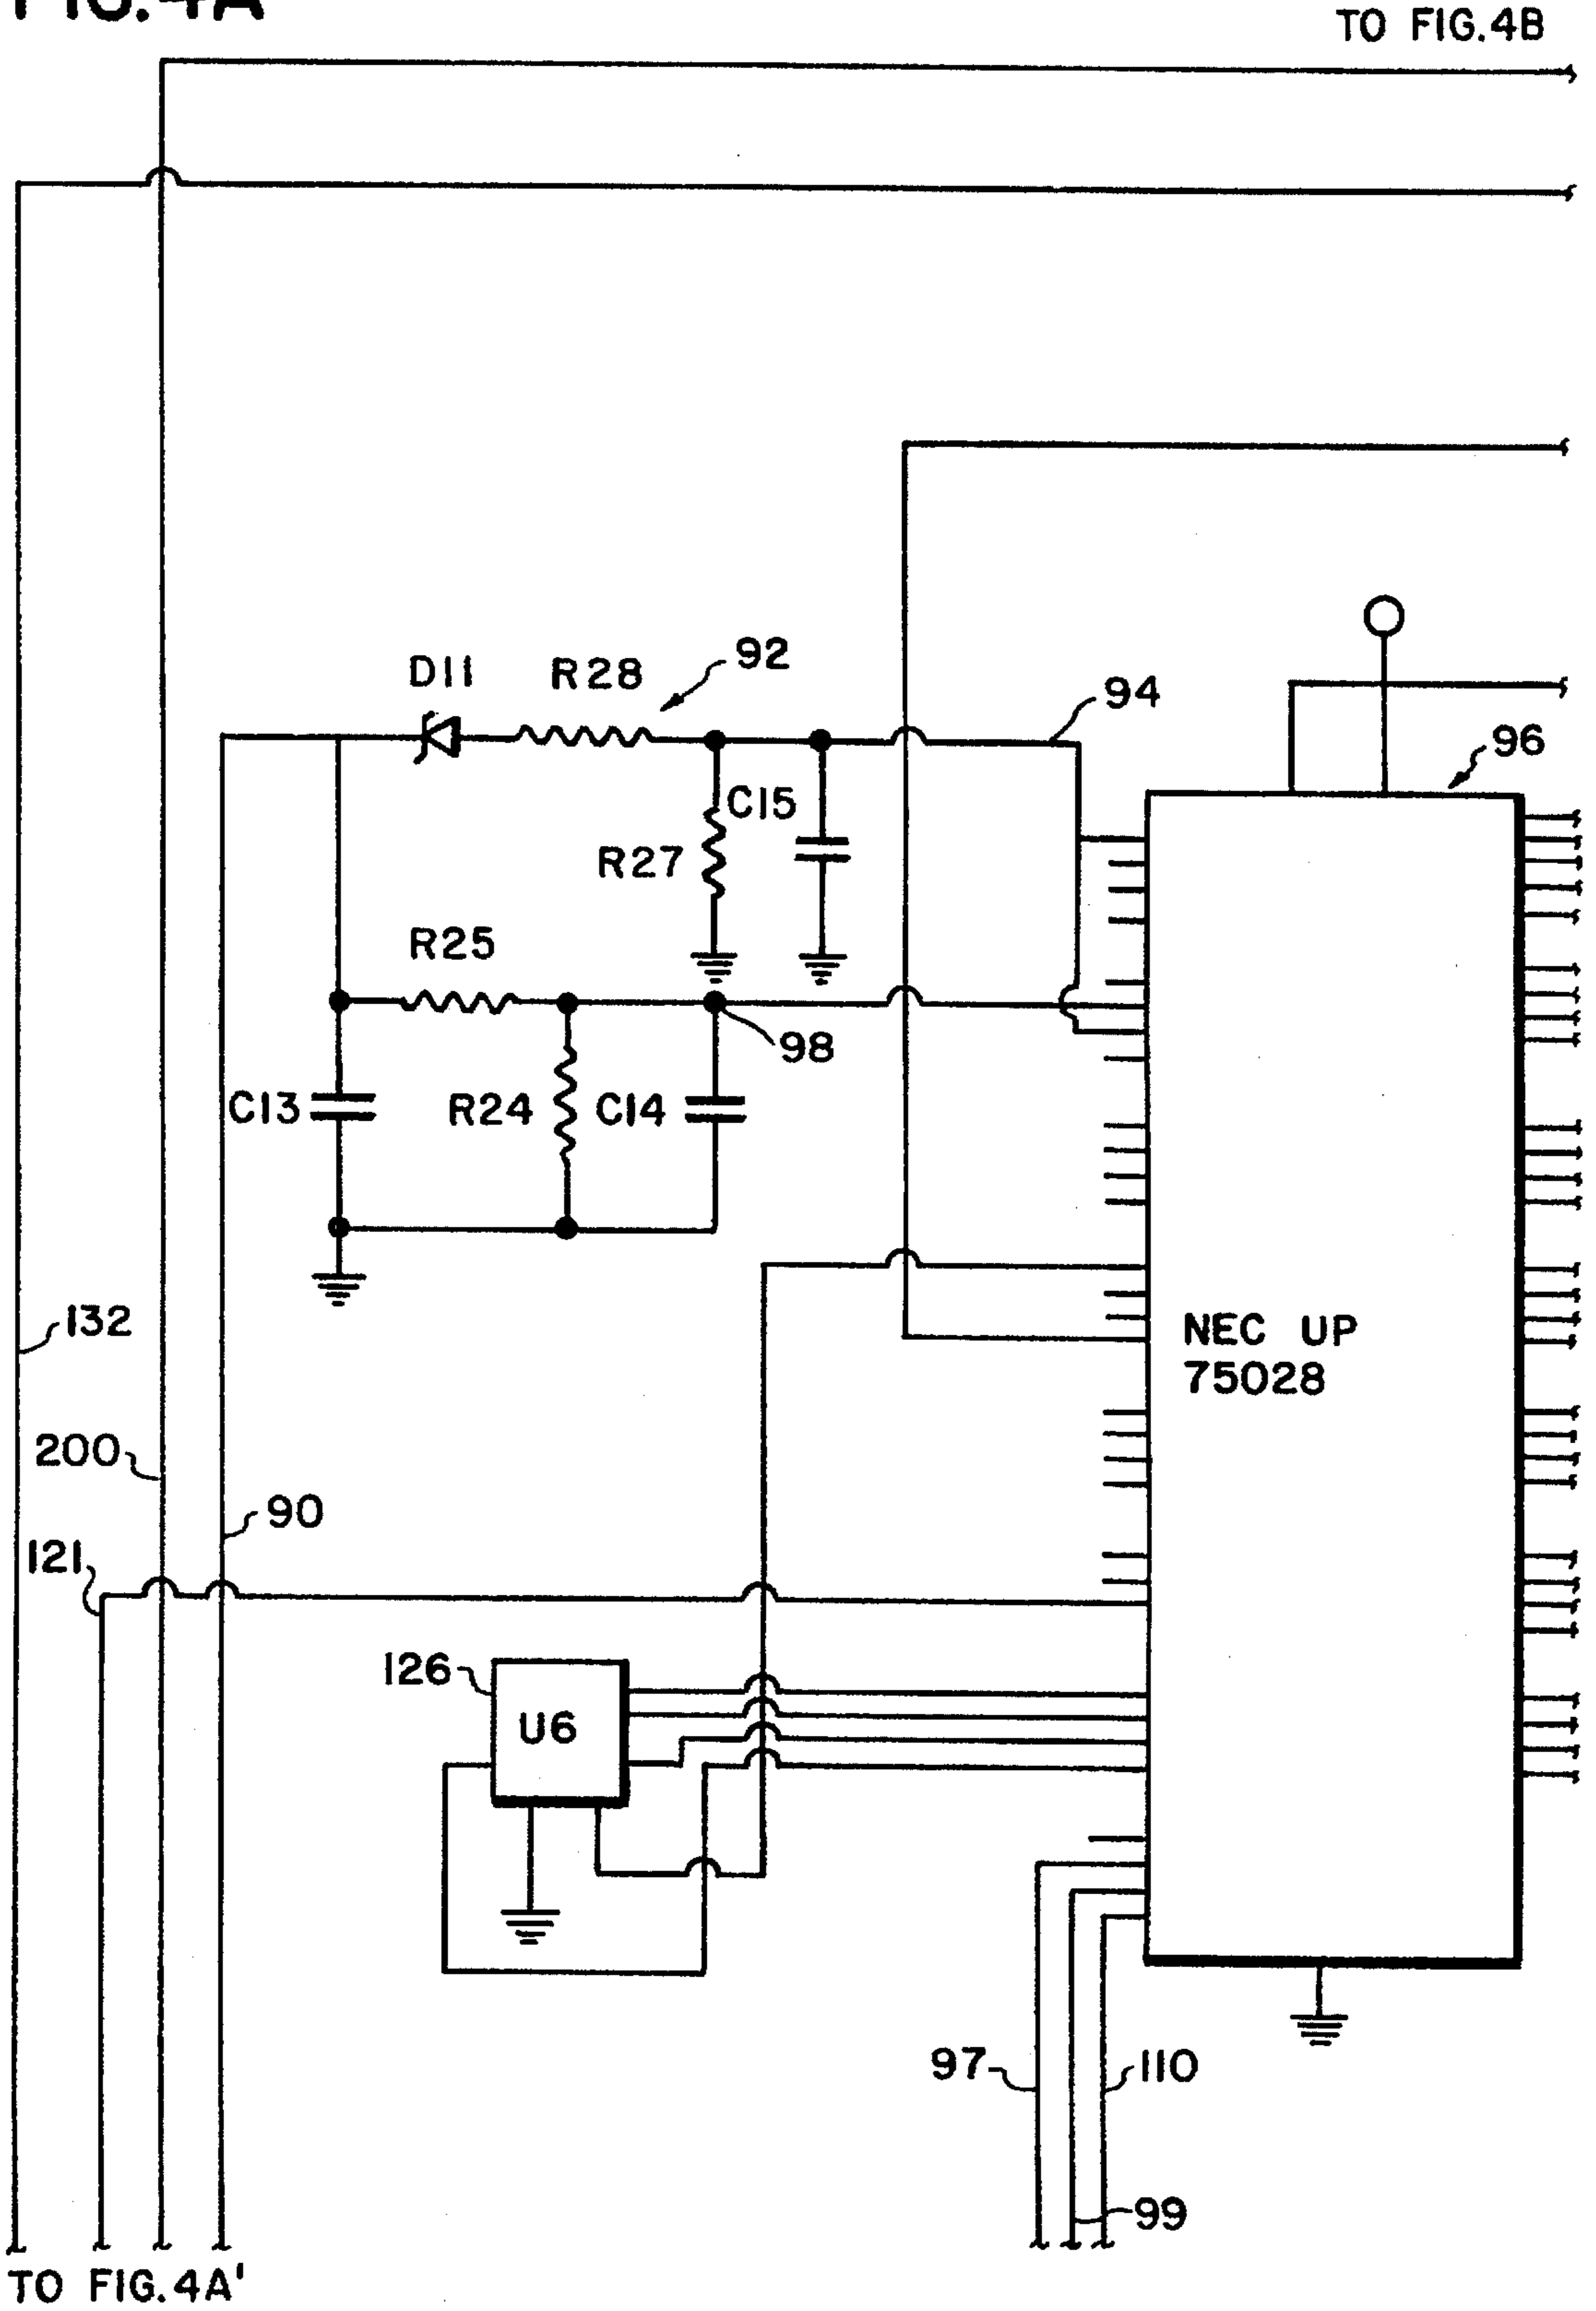 FIG.4A
TO FIG.4B
D11
R28
92
94
96
C15
R27
R25
98
C13
R24
C14
132
NEC UP
75028
200
90
121
126
U6
97
110
99
TO FIG.4A'